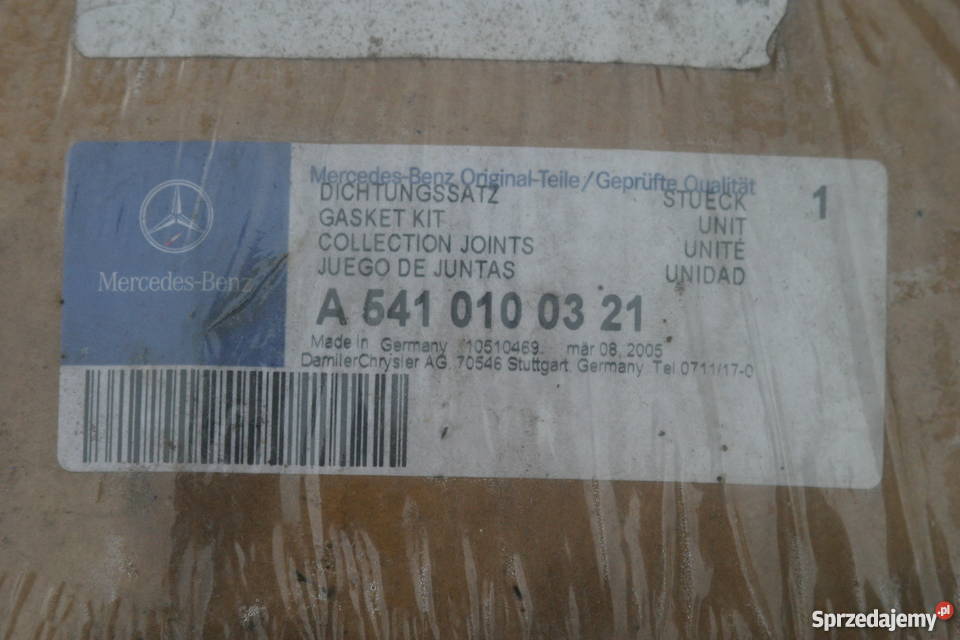 Mercedes-Benz Original-Teile/Geprüfte Qualität
DICHTUNGSSATZ STUECK 1
GASKET KIT UNIT
COLLECTION JOINTS UNITÉ
JUEGO DE JUNTAS UNIDAD
Mercedes-Benz
A 541 010 03 21
Made in Germany 10510469. mar 08, 2005
DamilerChrysler AG. 70546 Stuttgart. Germany. Tel.0711/17-0
Sprzedajemy.pl